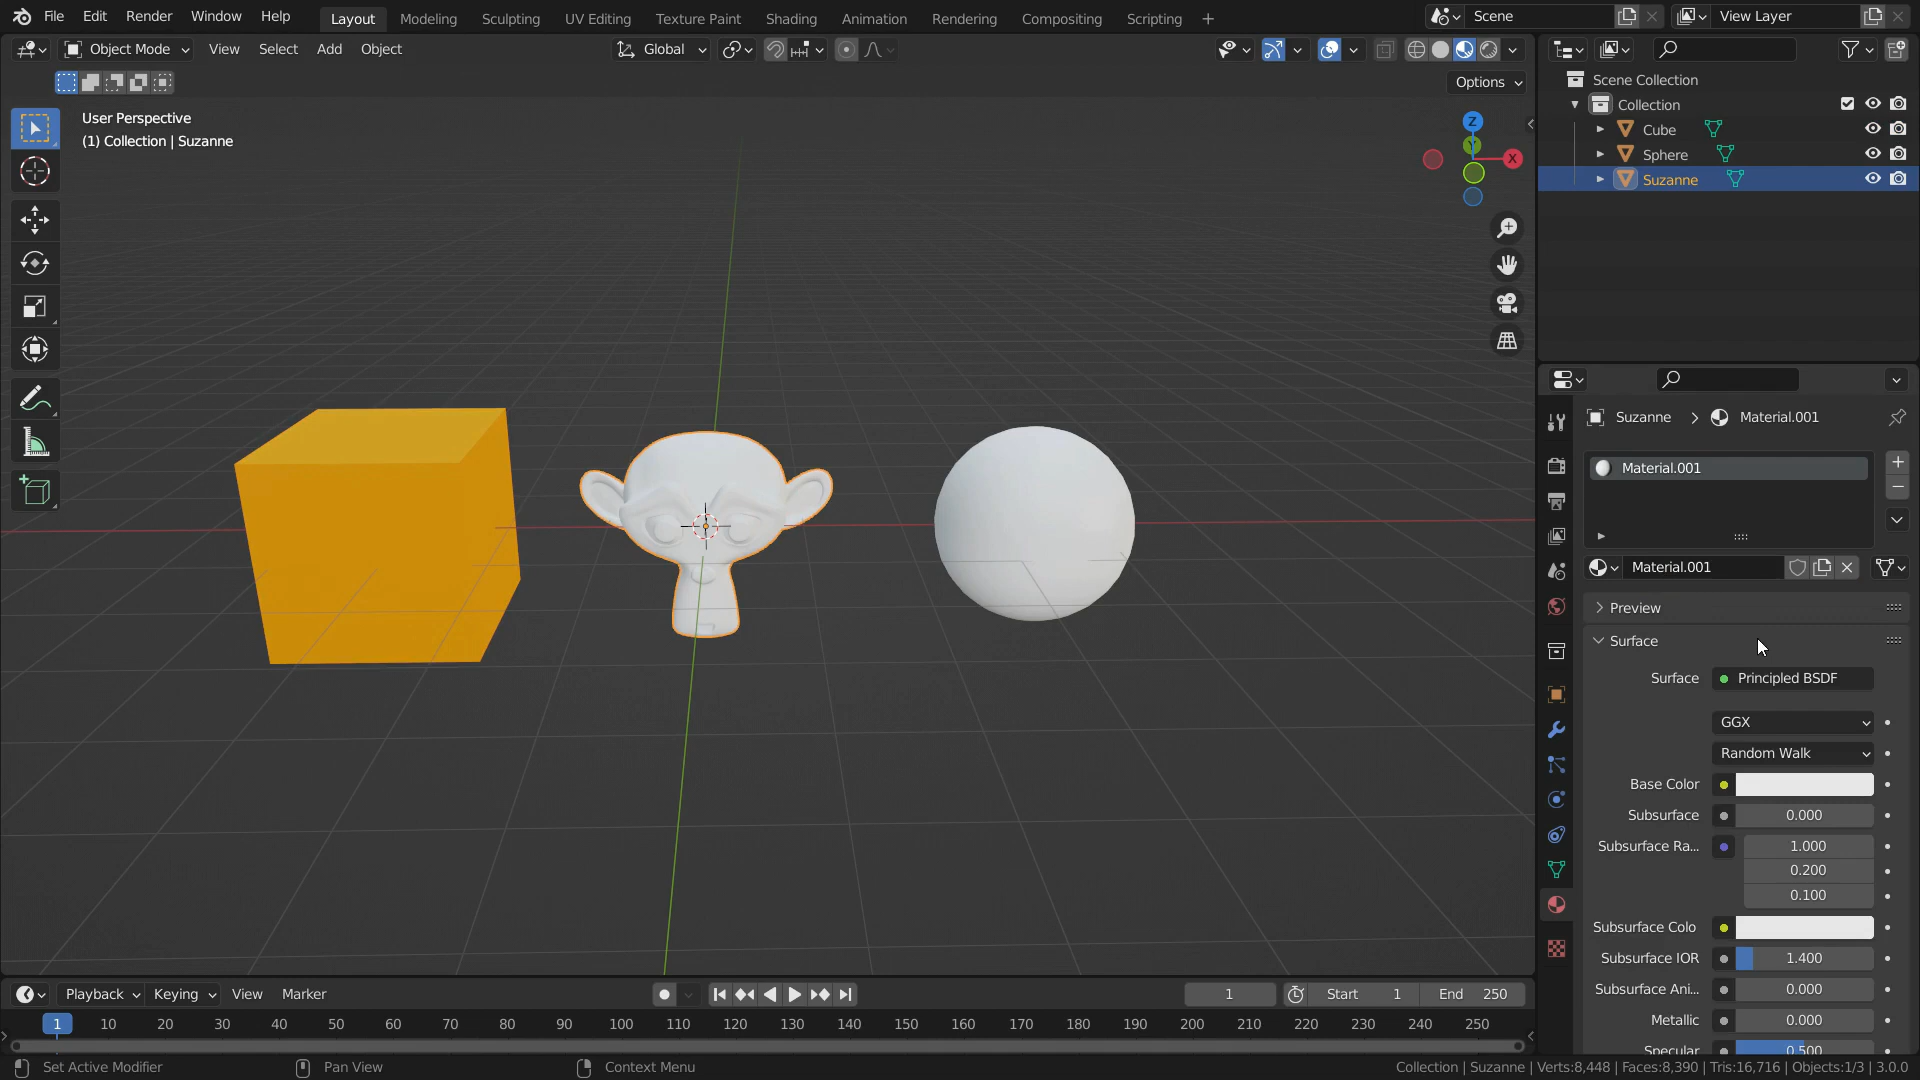 File Edit Render Window Help Layout Modeling Sculpting UV Editing Texture Paint Shading Animation Rendering Compositing Scripting + Scene View Layer
Object Mode View Select Add Object Global
Options
User Perspective
(1) Collection | Suzanne
Z
Y
X
Scene Collection
Collection
Cube
Sphere
Suzanne
Suzanne > Material.001
Material.001
Material.001
Preview
Surface
Surface Principled BSDF
GGX
Random Walk
Base Color
Subsurface 0.000
Subsurface Ra... 1.000
0.200
0.100
Subsurface Colo
Subsurface IOR 1.400
Subsurface Ani... 0.000
Metallic 0.000
Specular 0.500
Playback Keying View Marker 1 Start 1 End 250
1 10 20 30 40 50 60 70 80 90 100 110 120 130 140 150 160 170 180 190 200 210 220 230 240 250
Set Active Modifier Pan View Context Menu Collection | Suzanne | Verts:8,448 | Faces:8,390 | Tris:16,716 | Objects:1/3 | 3.0.0